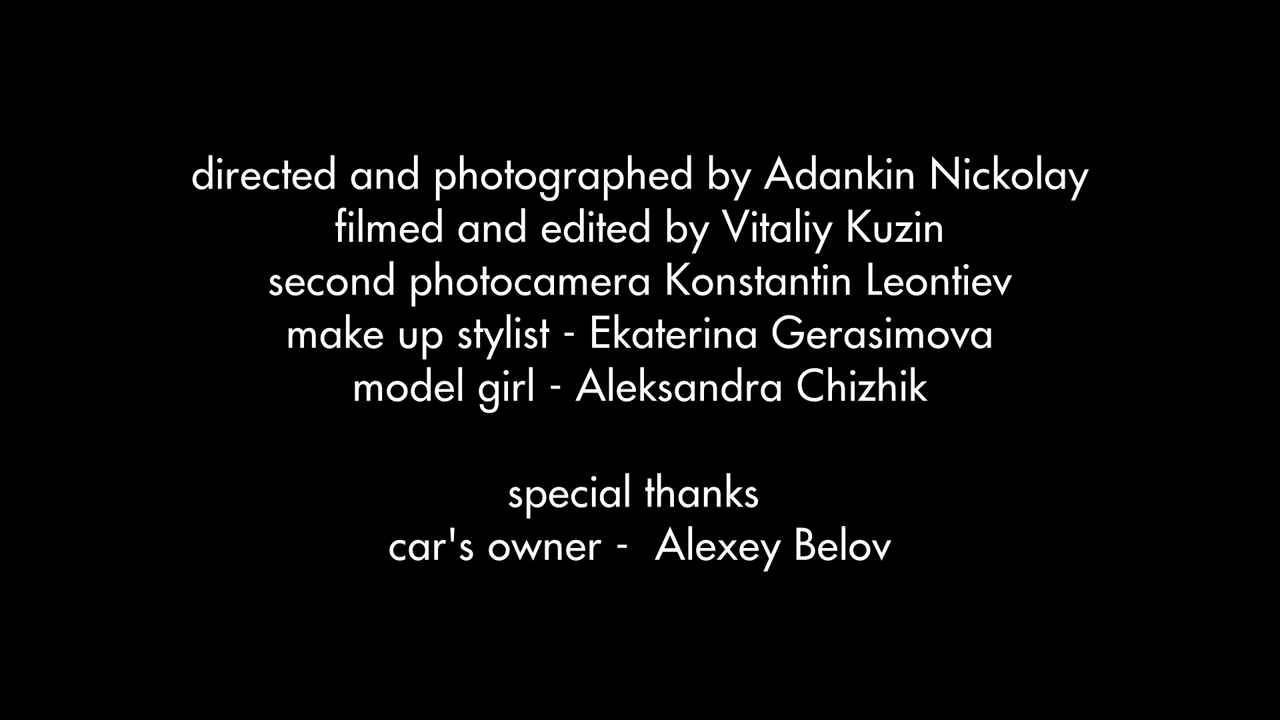 directed and photographed by Adankin Nickolay
filmed and edited by Vitaliy Kuzin
second photocamera Konstantin Leontiev
make up stylist - Ekaterina Gerasimova
model girl - Aleksandra Chizhik
special thanks
car's owner -  Alexey Belov